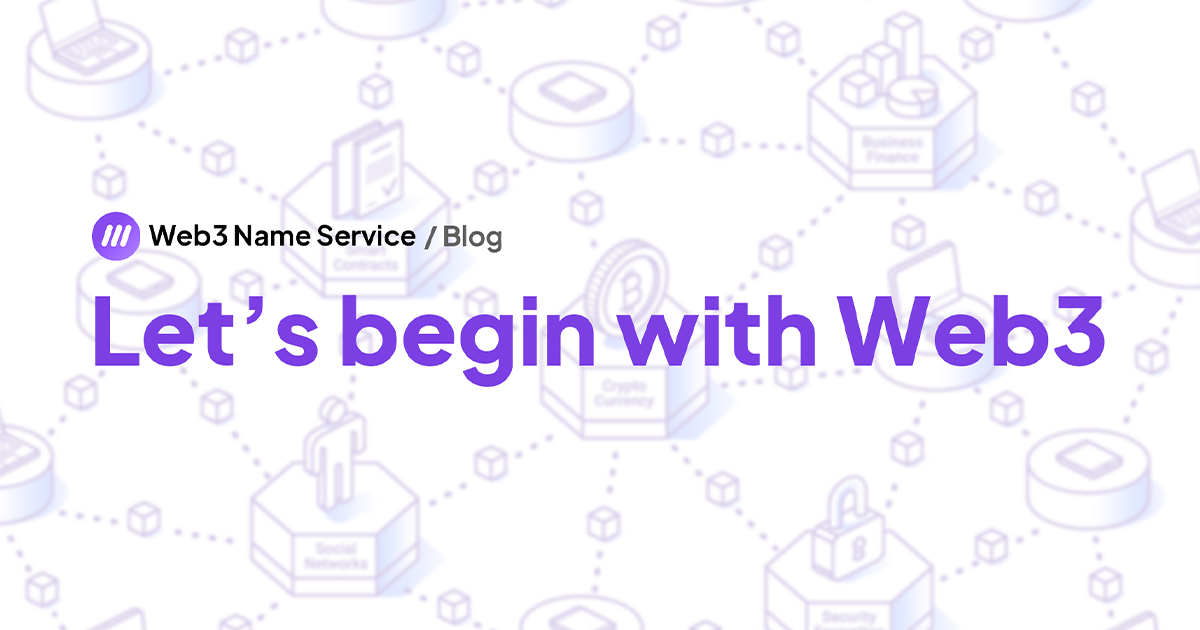 Business
Finance
Web3 Name Service / Blog
Smart
Contracts
Let's begin with Web3
Crypto
Currency
Social
Networks
Security